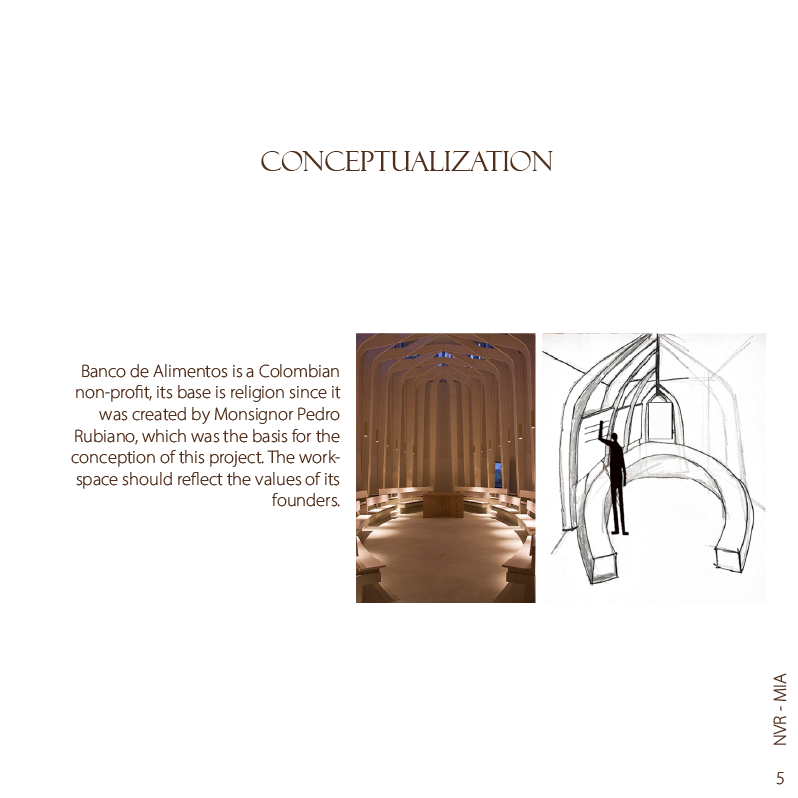 CONCEPTUALIZATION
Banco de Alimentos is a Colombian
non-profit, its base is religion since it
was created by Monsignor Pedro
Rubiano, which was the basis for the
conception of this project. The work-
space should reflect the values of its
founders.
NVR - MIA
5